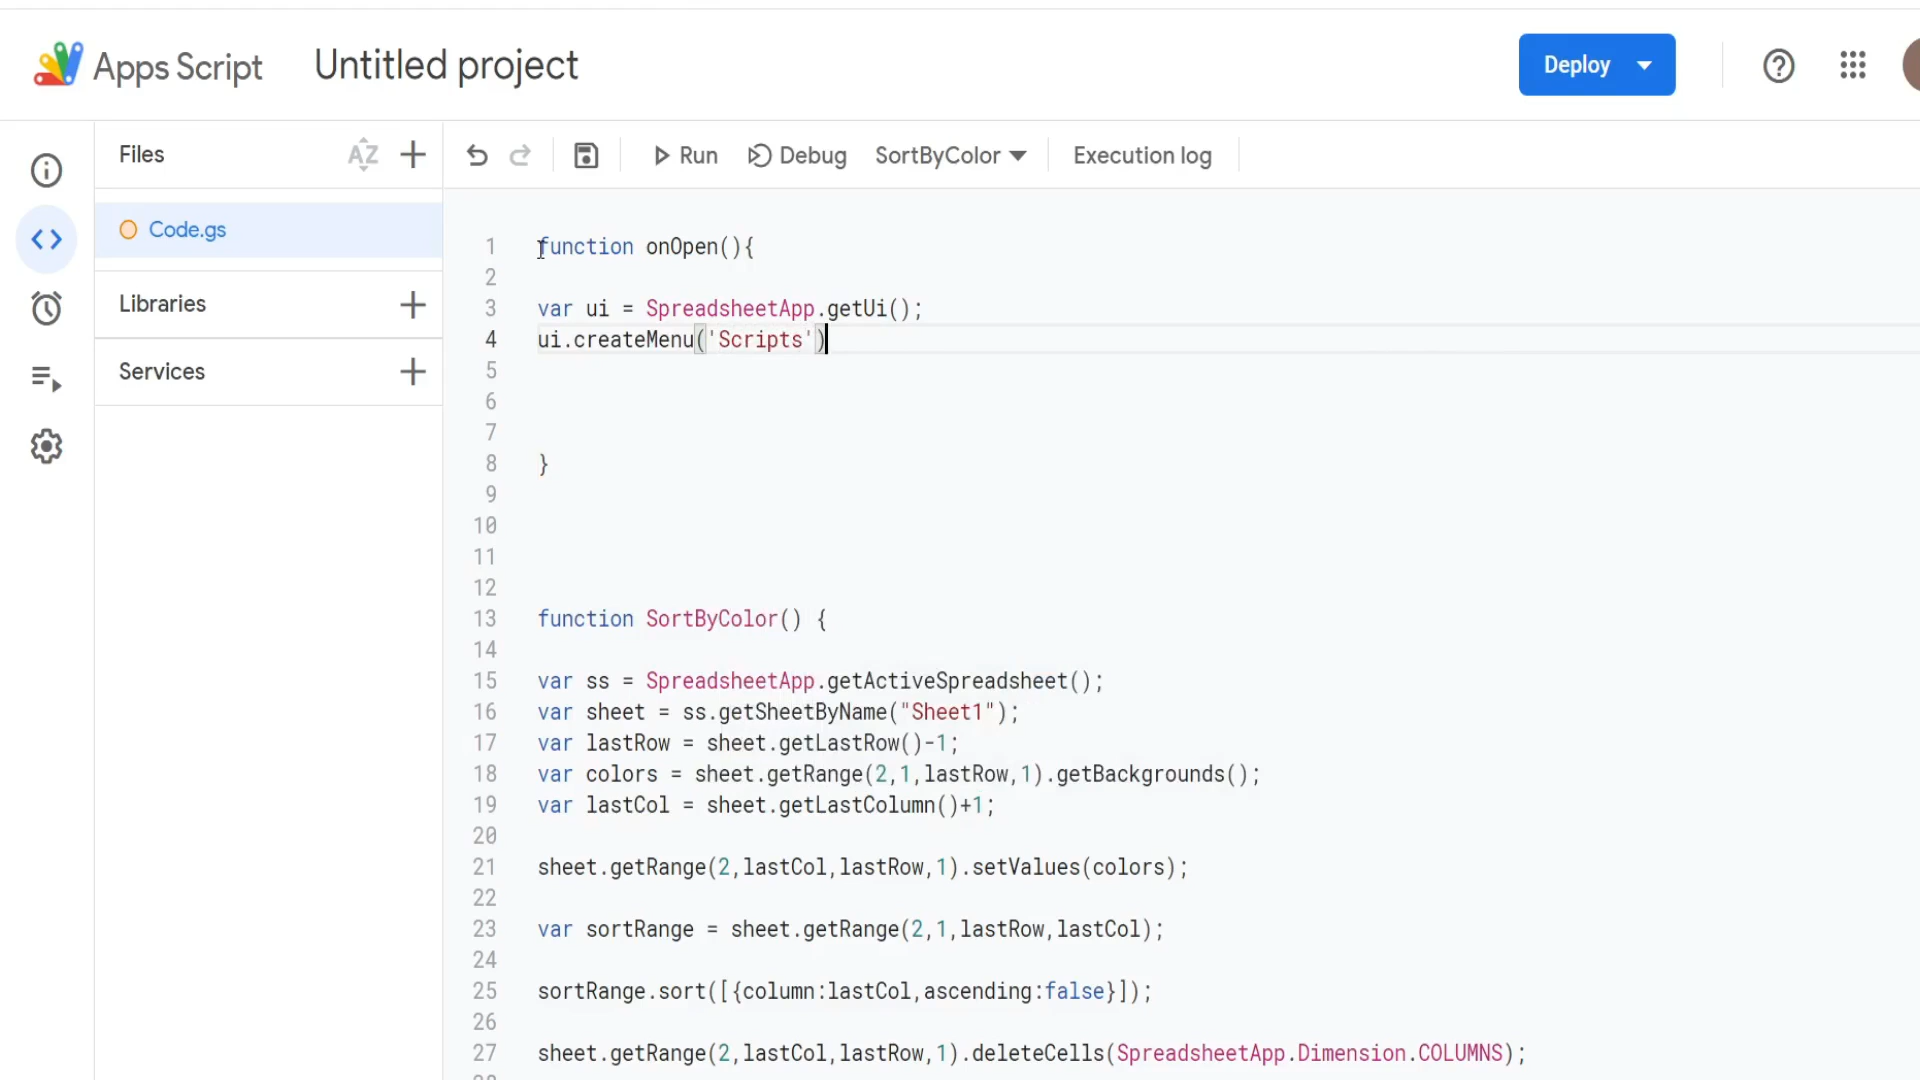 Apps Script Untitled project Deploy
Files AZ Run Debug SortByColor Execution log
Code.gs
Libraries
Services
1 function onOpen(){
2
3 var ui = SpreadsheetApp.getUi();
4 ui.createMenu('Scripts')
5
6
7
8 }
9
10
11
12
13 function SortByColor() {
14
15 var ss = SpreadsheetApp.getActiveSpreadsheet();
16 var sheet = ss.getSheetByName("Sheet1");
17 var lastRow = sheet.getLastRow()-1;
18 var colors = sheet.getRange(2,1,lastRow,1).getBackgrounds();
19 var lastCol = sheet.getLastColumn()+1;
20
21 sheet.getRange(2,lastCol,lastRow,1).setValues(colors);
22
23 var sortRange = sheet.getRange(2,1,lastRow,lastCol);
24
25 sortRange.sort([{column:lastCol,ascending:false}]);
26
27 sheet.getRange(2,lastCol,lastRow,1).deleteCells(SpreadsheetApp.Dimension.COLUMNS);